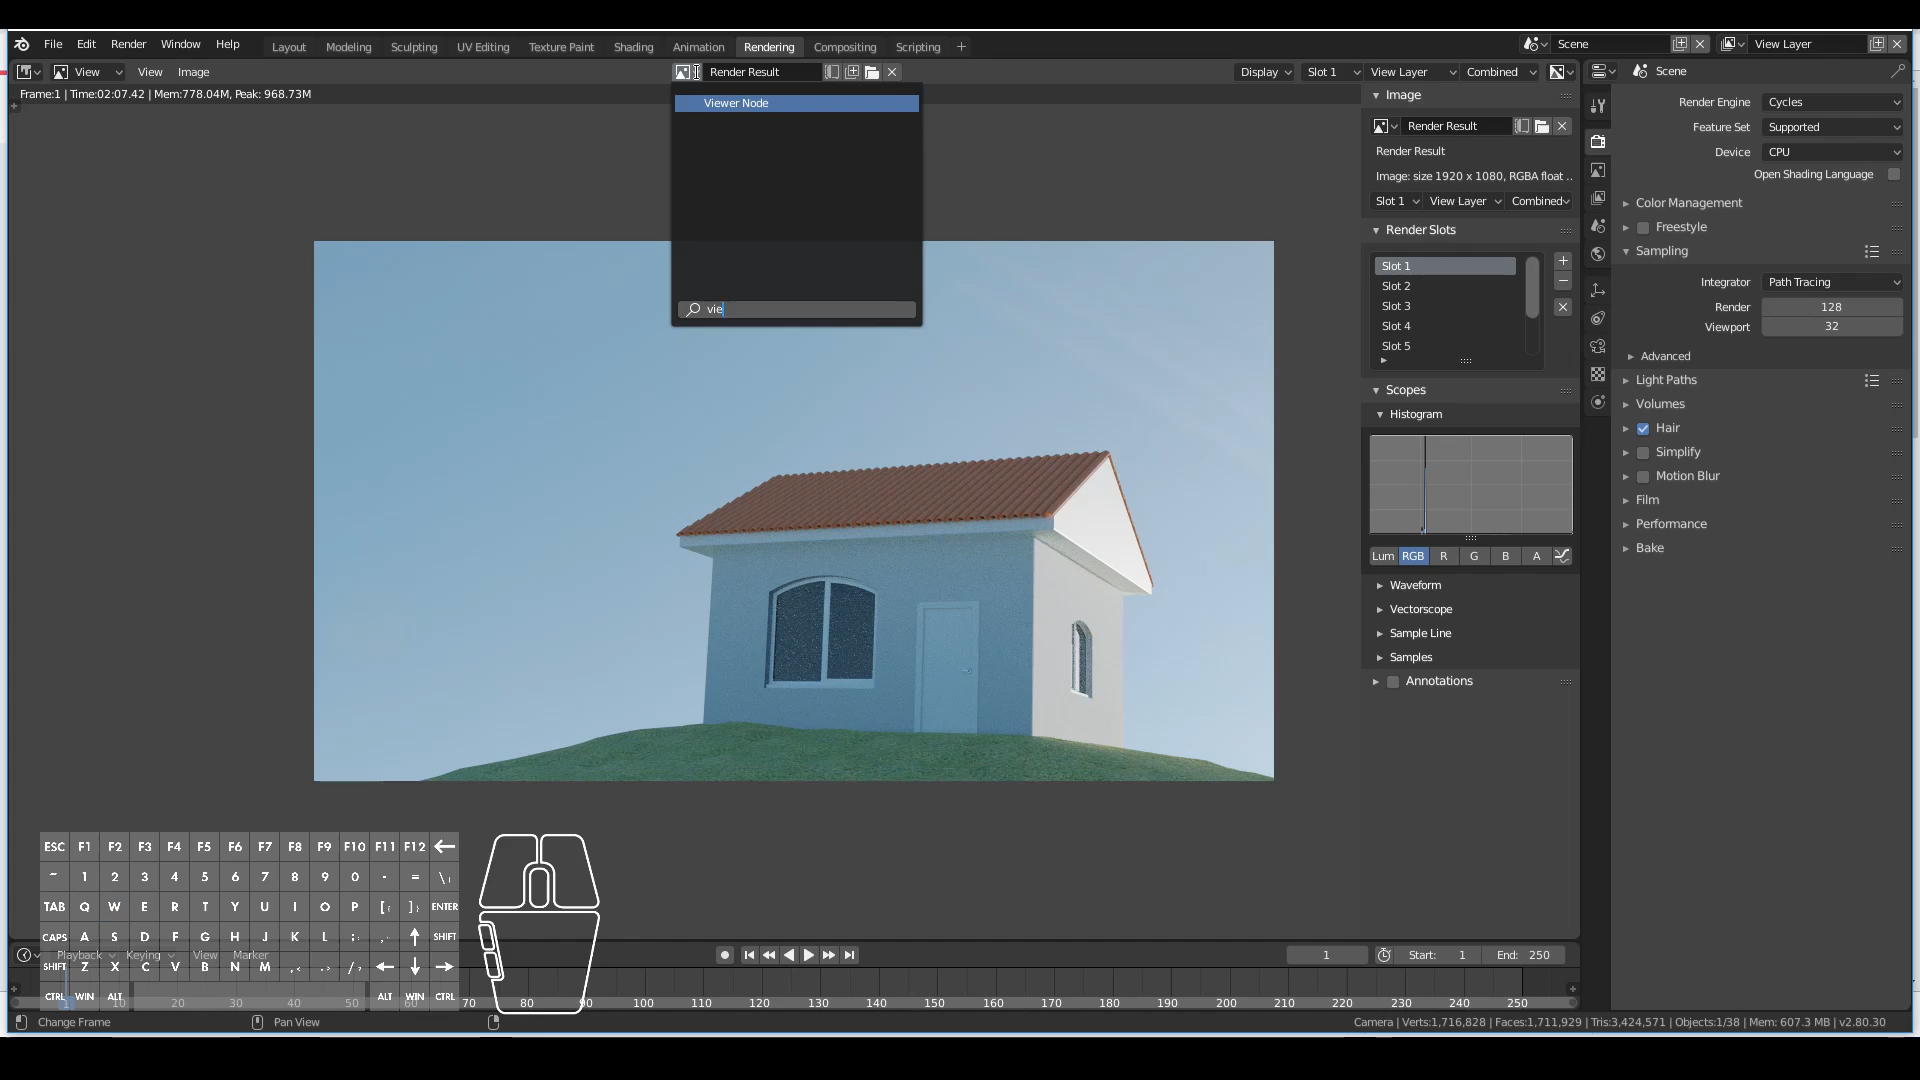 File Edit Render Window Help Layout Modeling Sculpting UV Editing Texture Paint Shading Animation Rendering Compositing Scripting + Scene View Layer
View View Image Render Result Display Slot 1 View Layer Combined Scene
Frame:1 | Time:02:07.42 | Mem:778.04M, Peak: 968.73M
Viewer Node
vie
Image
Render Result
Render Result
Image: size 1920 x 1080, RGBA float ..
Slot 1 View Layer Combined
Render Slots
Slot 1
Slot 2
Slot 3
Slot 4
Slot 5
Scopes
Histogram
Lum RGB R G B A
Waveform
Vectorscope
Sample Line
Samples
Annotations
Render Engine Cycles
Feature Set Supported
Device CPU
Open Shading Language
Color Management
Freestyle
Sampling
Integrator Path Tracing
Render 128
Viewport 32
Advanced
Light Paths
Volumes
Hair
Simplify
Motion Blur
Film
Performance
Bake
ESC F1 F2 F3 F4 F5 F6 F7 F8 F9 F10 F11 F12 ←
~ 1 2 3 4 5 6 7 8 9 0 - = \|
TAB Q W E R T Y U I O P [{ ]} ENTER
CAPS A S D F G H J K L ;: ↑ SHIFT
Playback Keying View Marker 1 Start: 1 End: 250
SHIFT Z X C V B N M ,< .> /? ← ↓ →
CTRL WIN ALT ALT WIN CTRL
1 10 20 30 40 50 60 70 80 90 100 110 120 130 140 150 160 170 180 190 200 210 220 230 240 250
Change Frame Pan View Camera | Verts:1,716,828 | Faces:1,711,929 | Tris:3,424,571 | Objects:1/38 | Mem: 607.3 MB | v2.80.30